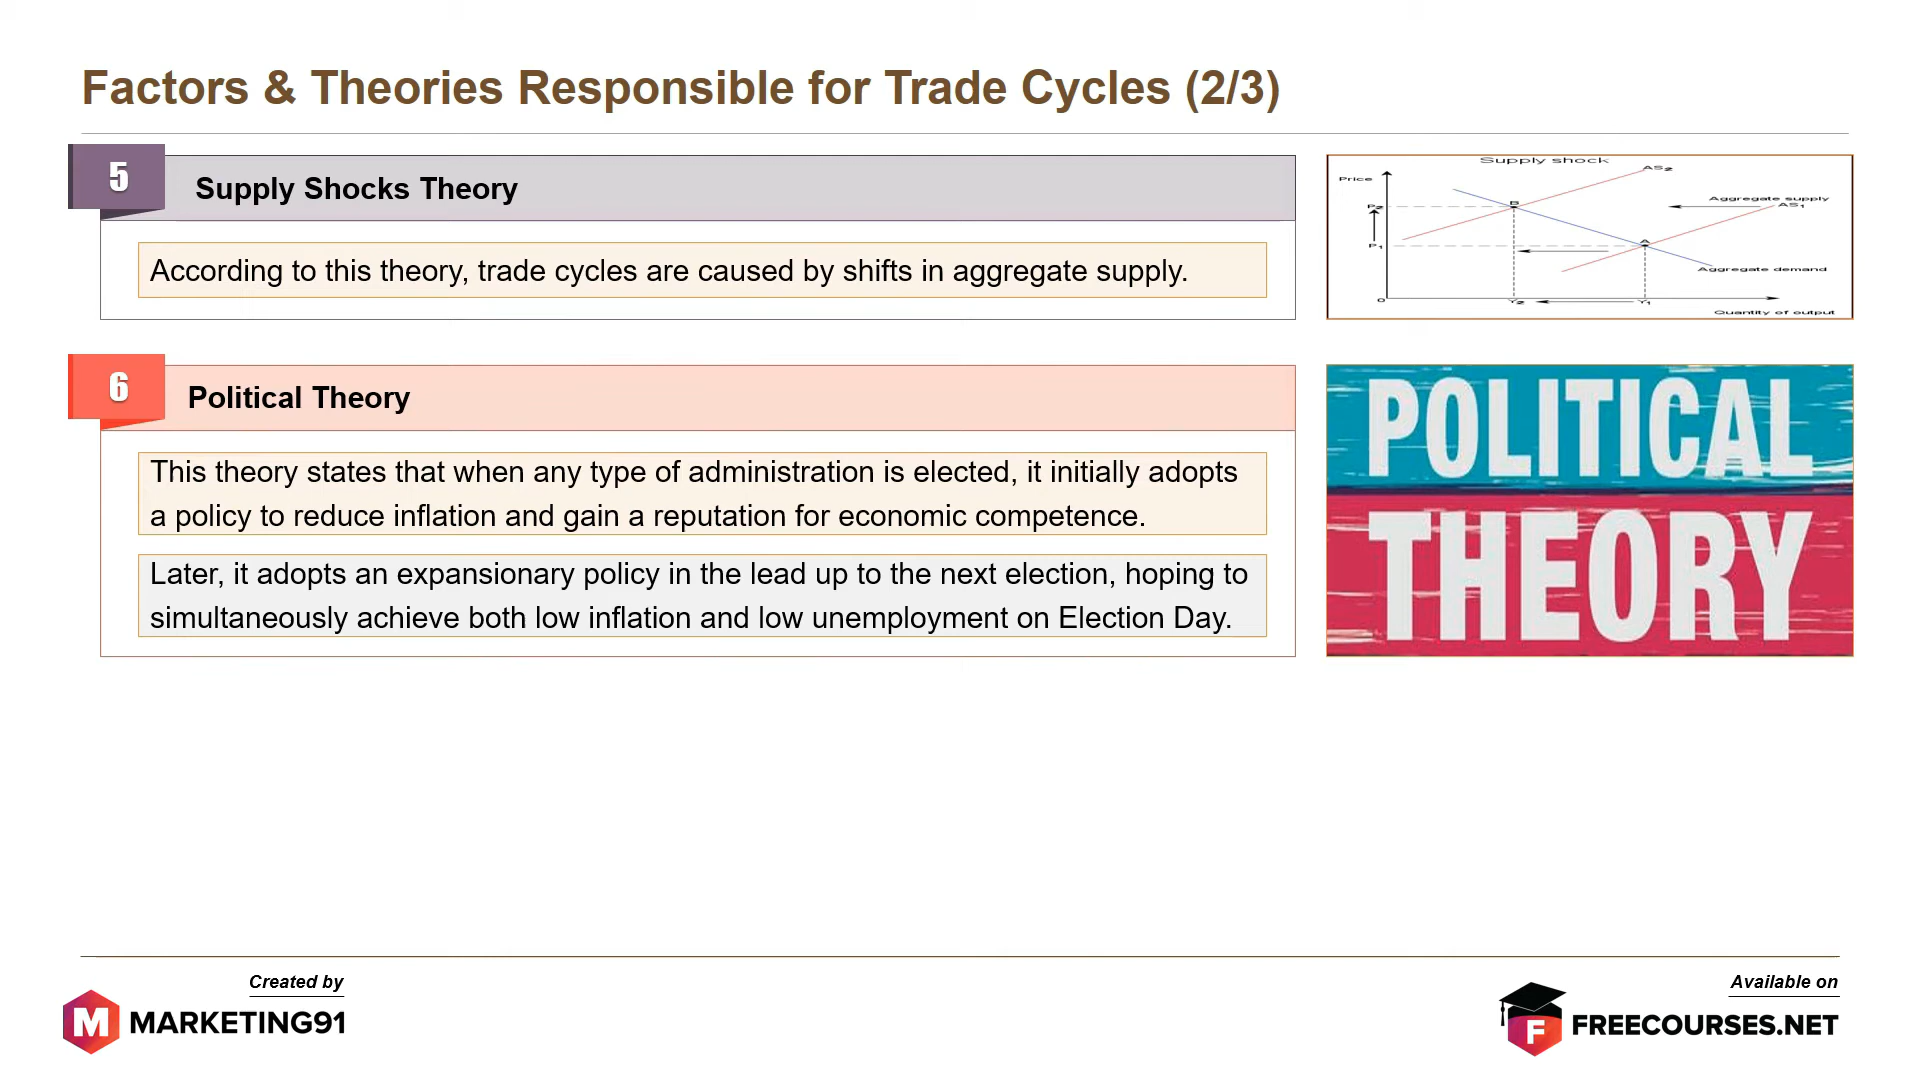 Factors & Theories Responsible for Trade Cycles (2/3)
5
Supply Shocks Theory
According to this theory, trade cycles are caused by shifts in aggregate supply.
Supply shock
Price
AS2
Aggregate supply
AS1
P2
B
P1
A
Aggregate demand
0
Y2
Y1
Quantity of output
6
Political Theory
This theory states that when any type of administration is elected, it initially adopts
a policy to reduce inflation and gain a reputation for economic competence.
Later, it adopts an expansionary policy in the lead up to the next election, hoping to
simultaneously achieve both low inflation and low unemployment on Election Day.
POLITICAL
THEORY
Created by
M MARKETING91
Available on
F FREECOURSES.NET